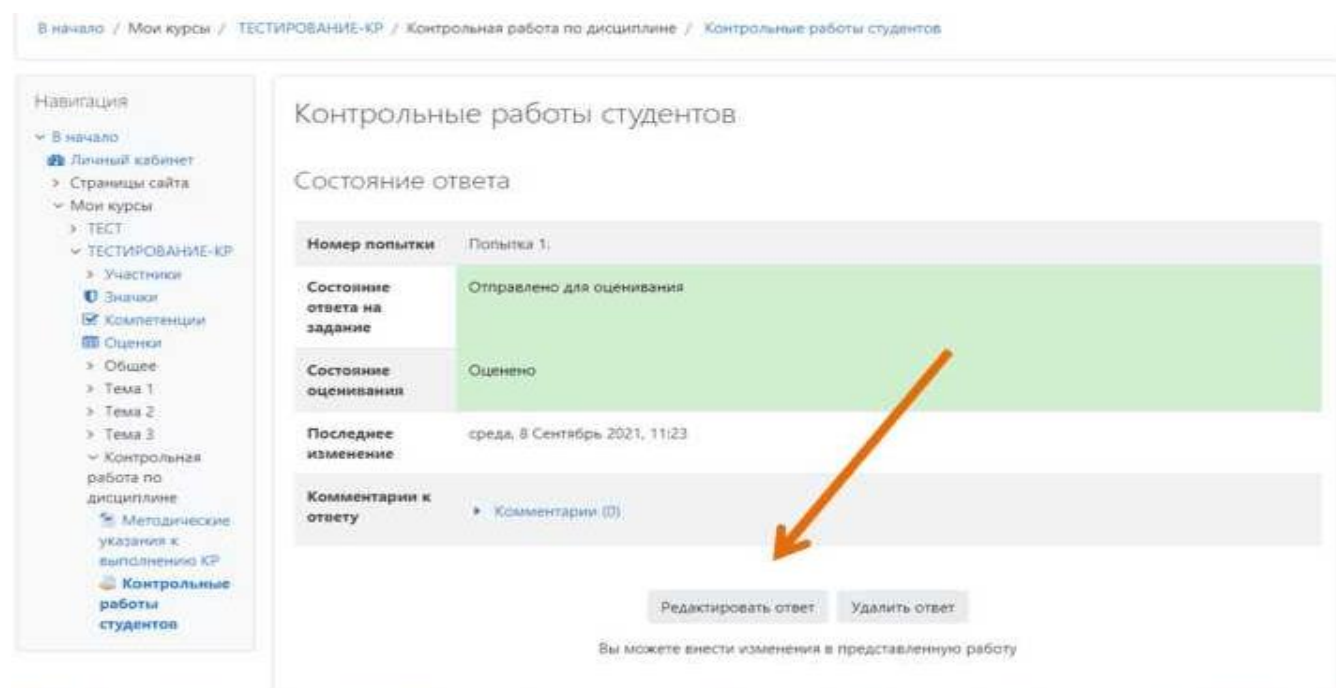 В начало / Мои курсы / ТЕСТИРОВАНИЕ-КР / Контрольная работа по дисциплине / Контрольные работы студентов
Навигация
В начало
Личный кабинет
Страницы сайта
Мои курсы
ТЕСТ
ТЕСТИРОВАНИЕ-КР
Участники
Значки
Компетенции
Оценки
Общее
Тема 1
Тема 2
Тема 3
Контрольная
работа по
дисциплине
Методические
указания к
выполнению КР
Контрольные
работы
студентов
Контрольные работы студентов
Состояние ответа
Номер попытки Попытка 1.
Состояние Отправлено для оценивания
ответа на
задание
Состояние Оценено
оценивания
Последнее среда, 8 Сентябрь 2021, 11:23
изменение
Комментарии к
ответу Комментарии (0)
Редактировать ответ Удалить ответ
Вы можете внести изменения в представленную работу